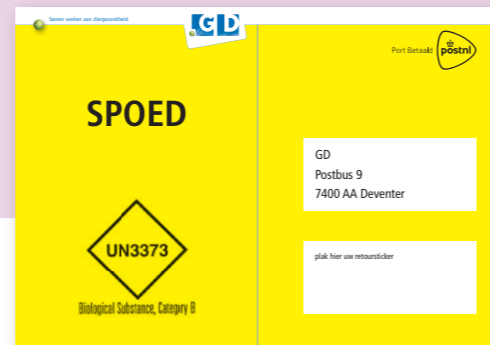 Samen werken aan diergezondheid
GD
SPOED
UN3373
Biological Substance, Category B
Port Betaald
postnl
GD
Postbus 9
7400 AA Deventer
plak hier uw retoursticker